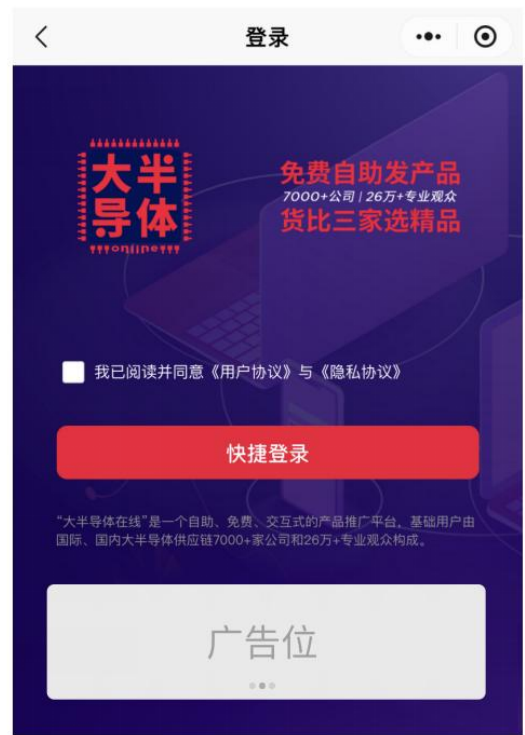 登录
大半
导体
online
免费自助发产品
7000+公司 | 26万+专业观众
货比三家选精品
我已阅读并同意《用户协议》与《隐私协议》
快捷登录
“大半导体在线”是一个自助、免费、交互式的产品推广平台，基础用户由
国际、国内大半导体供应链7000+家公司和26万+专业观众构成。
广告位